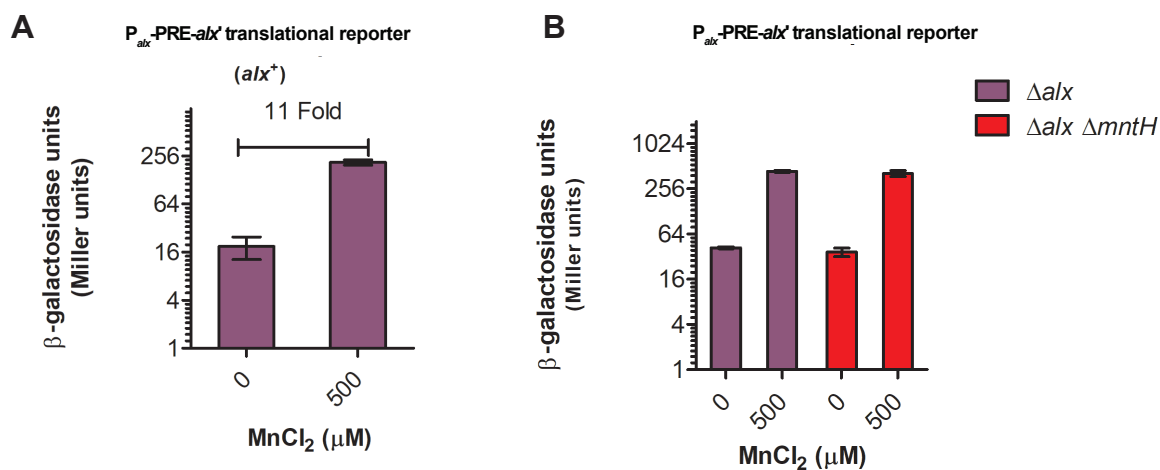 A
P_alx-PRE-alx' translational reporter
(alx⁺)
11 Fold
β-galactosidase units
(Miller units)
256
64
16
4
1
0
500
MnCl₂ (μM)
B
P_alx-PRE-alx' translational reporter
Δalx
Δalx ΔmntH
β-galactosidase units
(Miller units)
1024
256
64
16
4
1
0
500
0
500
MnCl₂ (μM)